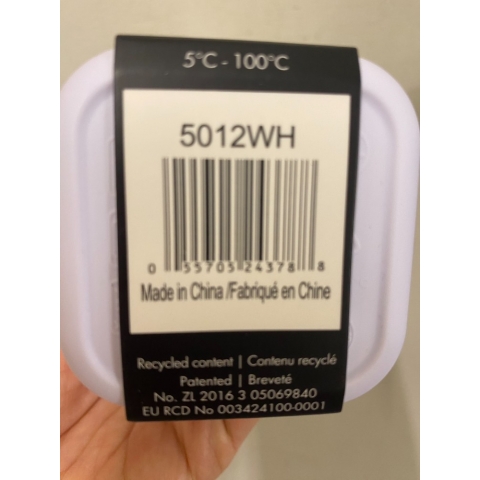 5°C - 100°C
5012WH
0 55705 24378 8
Made in China /Fabriqué en Chine
Recycled content | Contenu recyclé
Patented | Breveté
No. ZL 2016 3 05069840
EU RCD No 003424100-0001